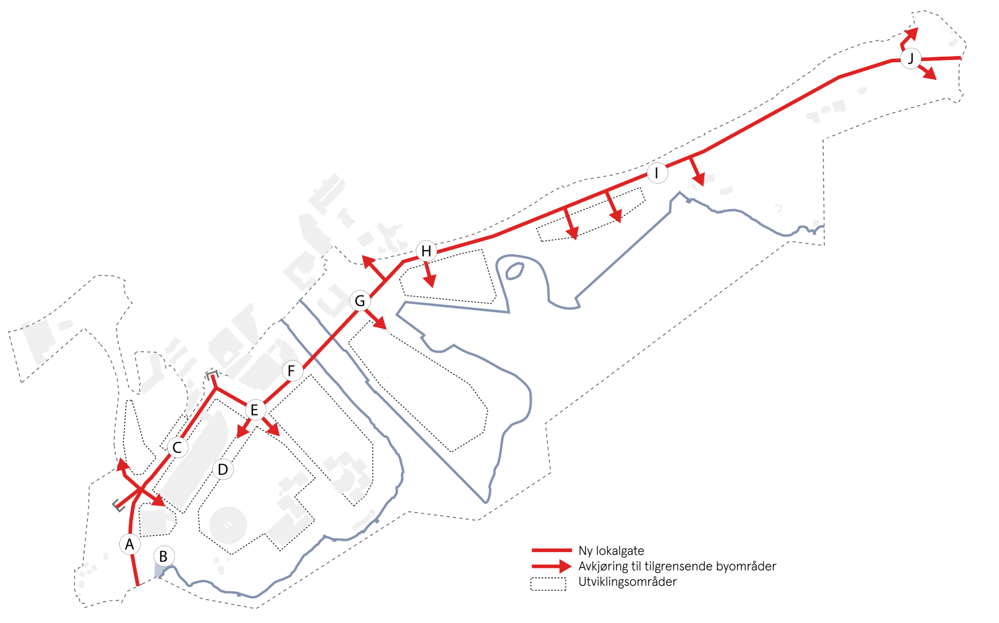 J
I
H
G
F
E
C
D
A
B
Ny lokalgate
Avkjøring til tilgrensende byområder
Utviklingsområder